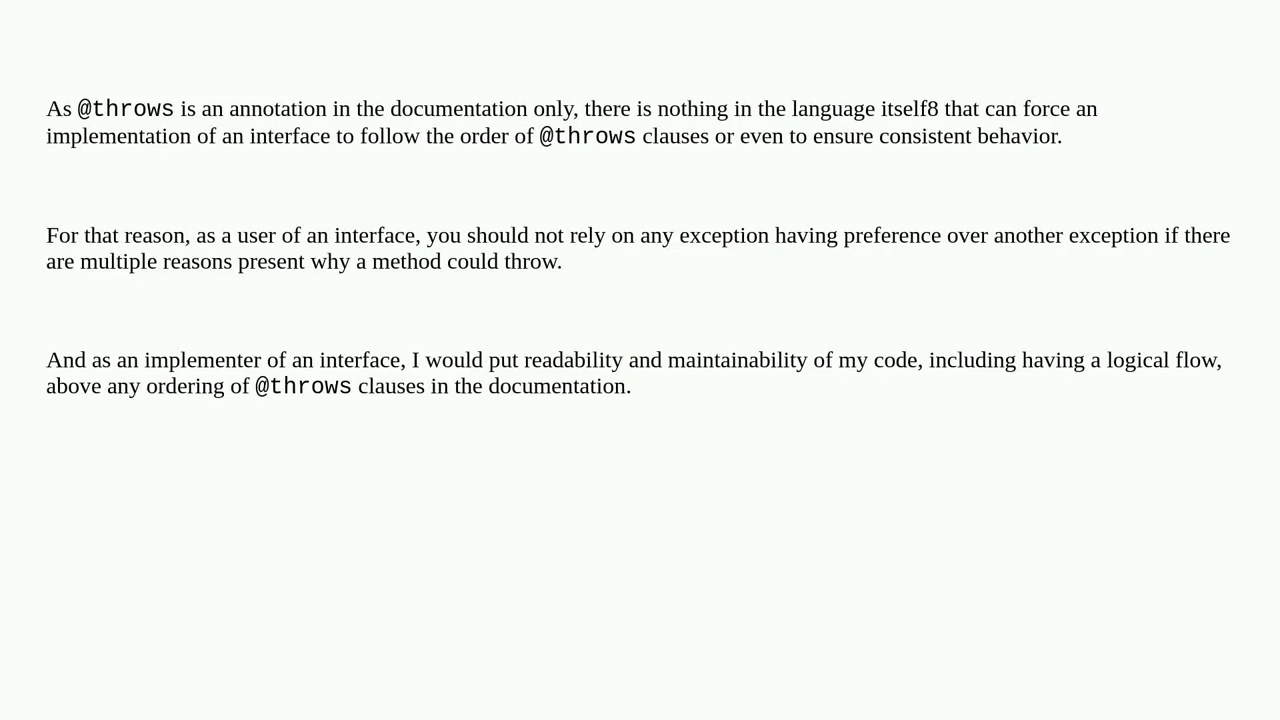 As @throws is an annotation in the documentation only, there is nothing in the language itself8 that can force an
implementation of an interface to follow the order of @throws clauses or even to ensure consistent behavior.
For that reason, as a user of an interface, you should not rely on any exception having preference over another exception if there
are multiple reasons present why a method could throw.
And as an implementer of an interface, I would put readability and maintainability of my code, including having a logical flow,
above any ordering of @throws clauses in the documentation.